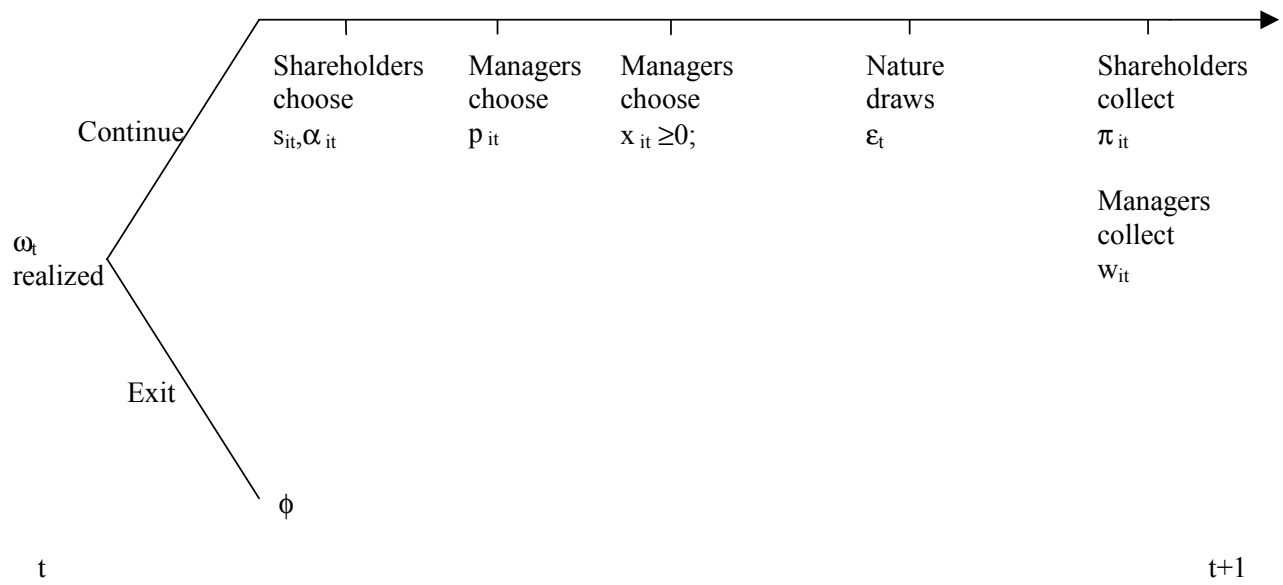 Shareholders
choose
s_it,α_it
Managers
choose
p_it
Managers
choose
x_it ≥0;
Nature
draws
ε_t
Shareholders
collect
π_it
Managers
collect
w_it
Continue
ω_t
realized
Exit
ϕ
t
t+1